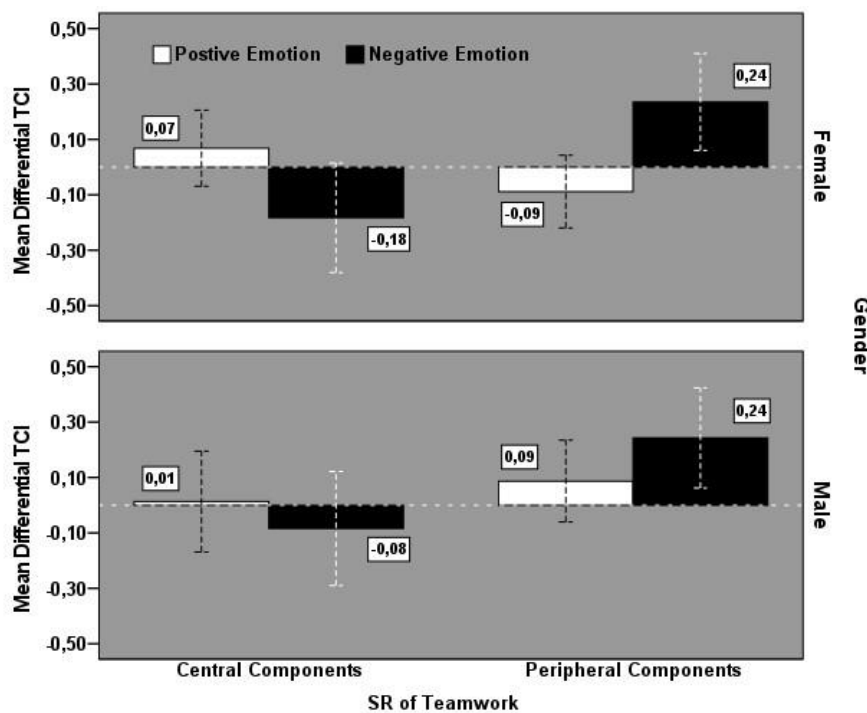 0,50
0,30
0,10
-0,10
-0,30
-0,50
Mean Differential TCI
Postive Emotion
Negative Emotion
0,07
-0,18
-0,09
0,24
Female
Gender
0,50
0,30
0,10
-0,10
-0,30
-0,50
Mean Differential TCI
0,01
-0,08
0,09
0,24
Male
Central Components
Peripheral Components
SR of Teamwork